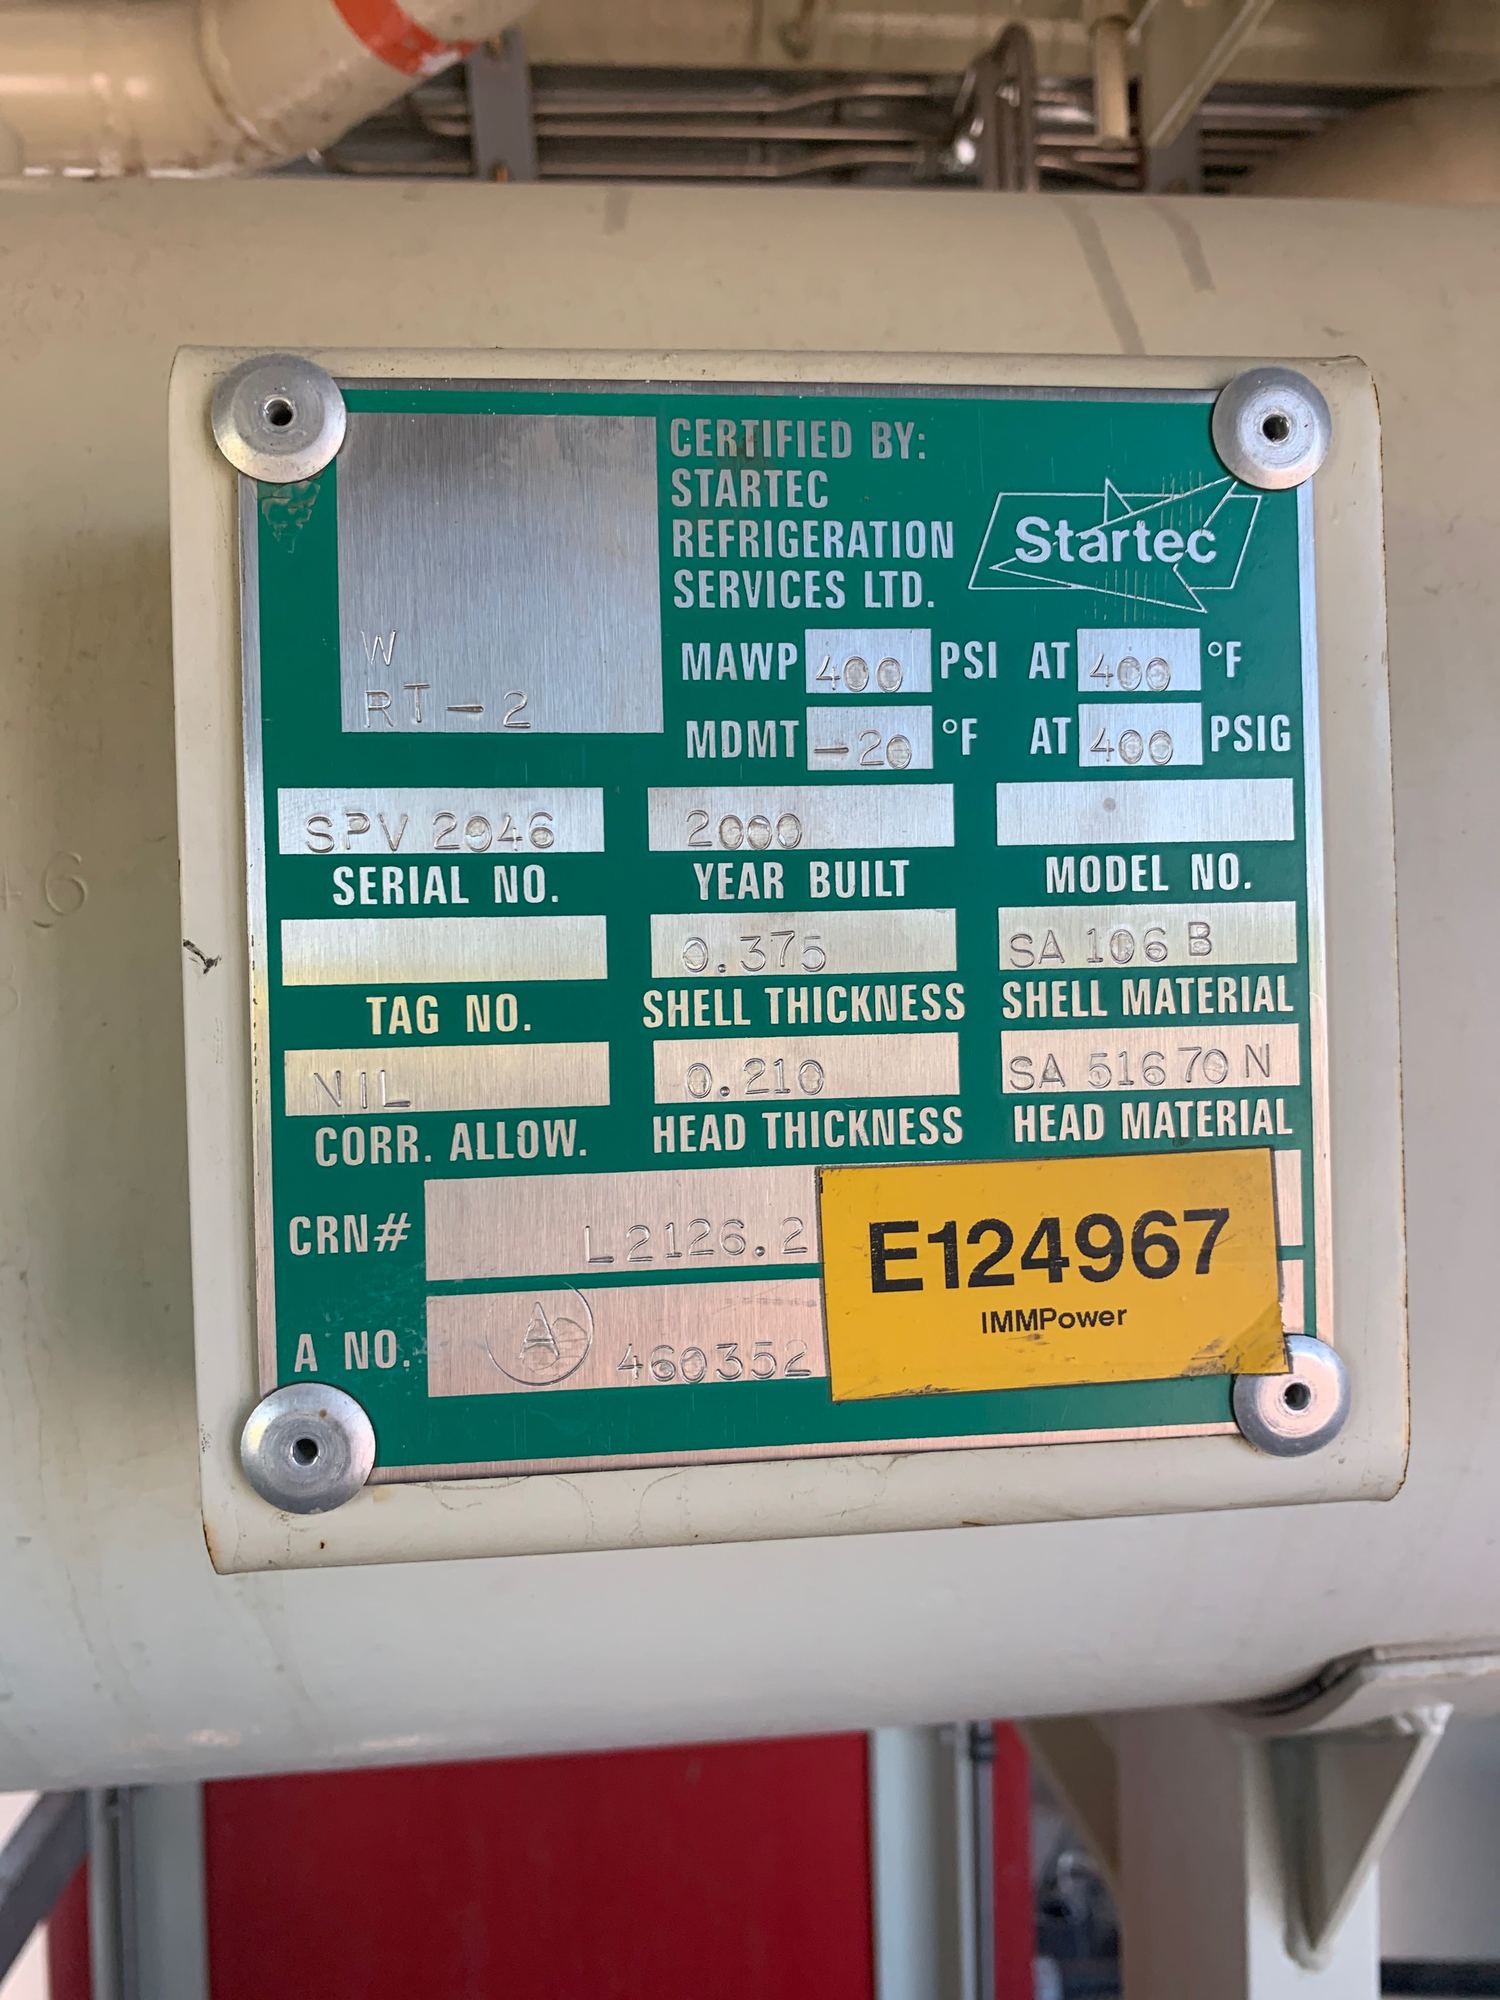 CERTIFIED BY:
STARTEC
REFRIGERATION
SERVICES LTD.
Startec
W
RT-2
MAWP 400 PSI AT 400 °F
MDMT -20 °F AT 400 PSIG
SPV 2046 2000
SERIAL NO. YEAR BUILT MODEL NO.
0.375 SA 106 B
TAG NO. SHELL THICKNESS SHELL MATERIAL
NIL 0.210 SA 516 70 N
CORR. ALLOW. HEAD THICKNESS HEAD MATERIAL
CRN# L2126.2
A NO. A 460352
E124967
IMMPower